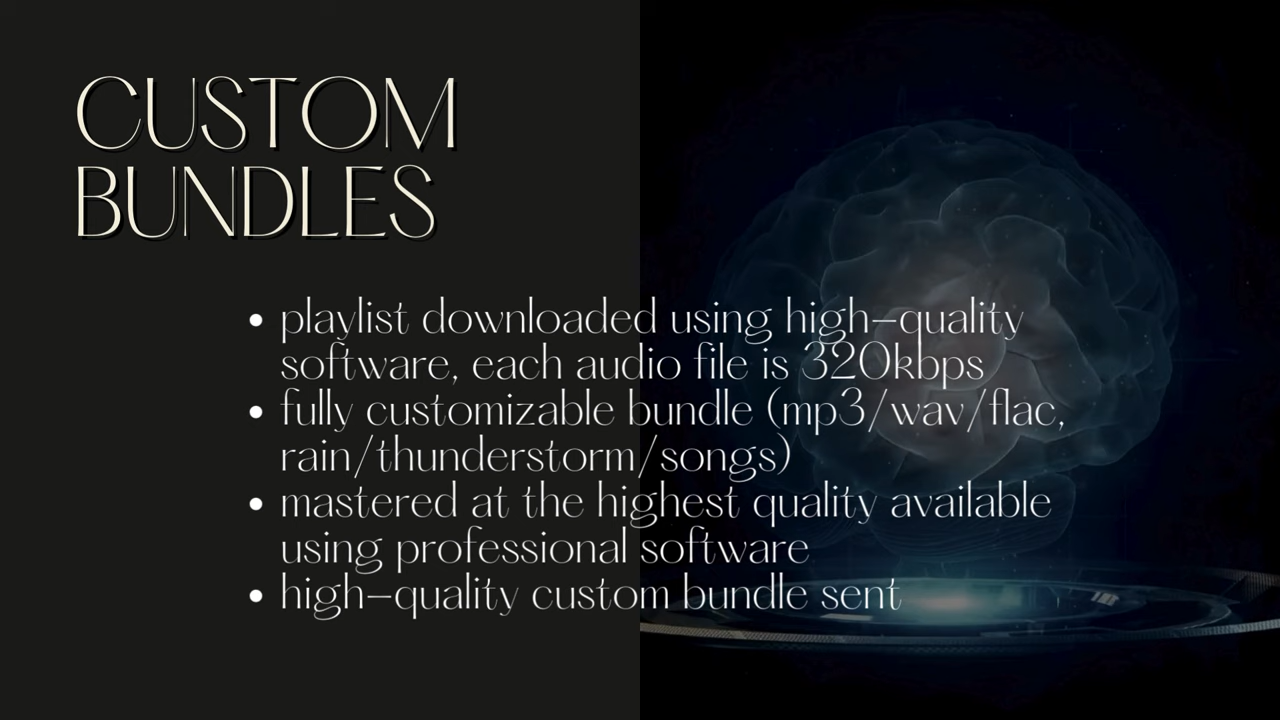 CUSTOM
BUNDLES
• playlist downloaded using high-quality
software, each audio file is 320kbps
• fully customizable bundle (mp3/wav/flac,
rain/thunderstorm/songs)
• mastered at the highest quality available
using professional software
• high-quality custom bundle sent